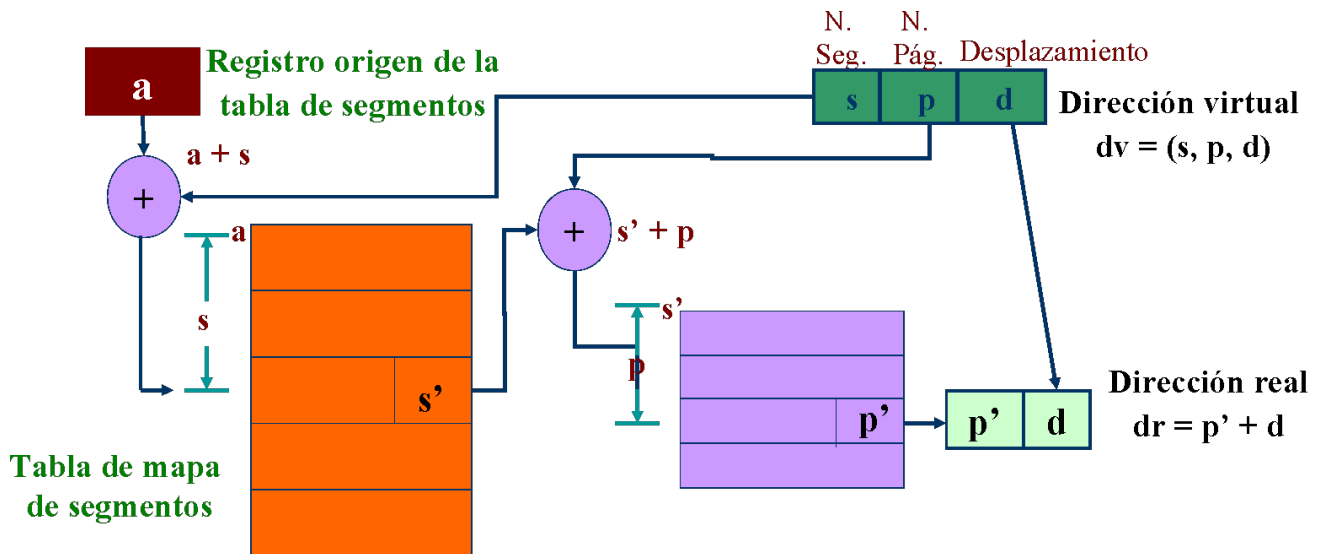 N.
Seg.
N.
Pág.
Desplazamiento
a
Registro origen de la
tabla de segmentos
s
p
d
Dirección virtual
dv = (s, p, d)
a + s
+
+
s’ + p
a
s
s’
s’
p
p’
p’
d
Dirección real
dr = p’ + d
Tabla de mapa
de segmentos